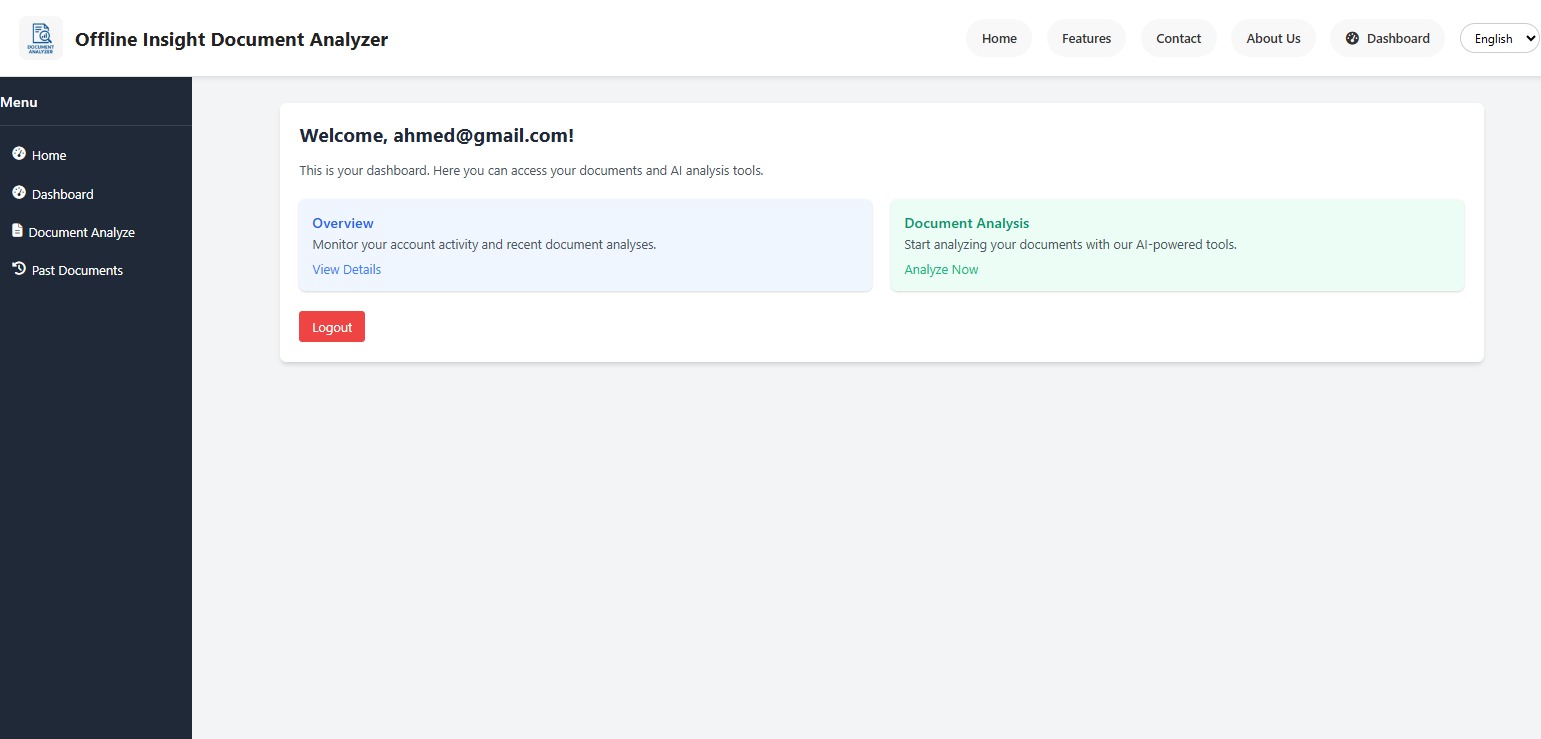 DOCUMENT
ANALYZER
Offline Insight Document Analyzer
Home
Features
Contact
About Us
Dashboard
English
Menu
Home
Dashboard
Document Analyze
Past Documents
Welcome, ahmed@gmail.com!
This is your dashboard. Here you can access your documents and AI analysis tools.
Overview
Monitor your account activity and recent document analyses.
View Details
Document Analysis
Start analyzing your documents with our AI-powered tools.
Analyze Now
Logout